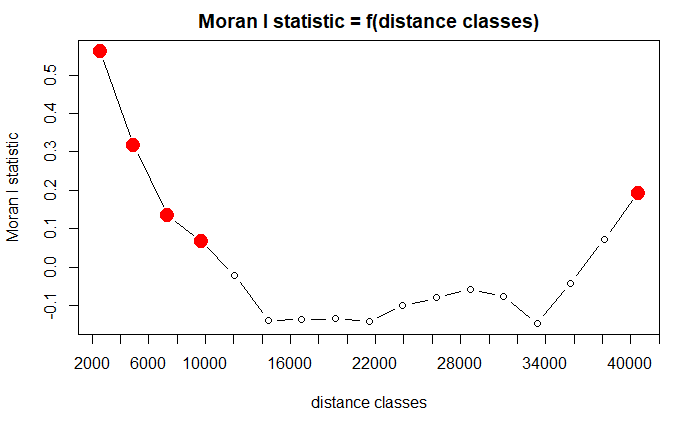 Moran I statistic = f(distance classes)
Moran I statistic
0.5
0.4
0.3
0.2
0.1
0.0
-0.1
2000 6000 10000 16000 22000 28000 34000 40000
distance classes